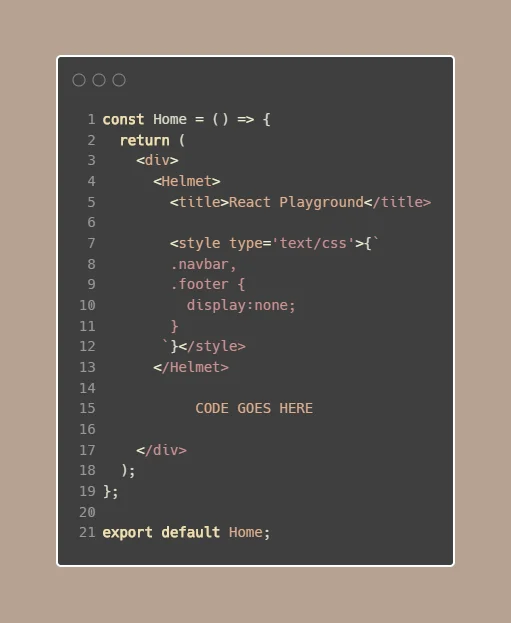 1 const Home = () => {
2 return (
3 <div>
4 <Helmet>
5 <title>React Playground</title>
6
7 <style type='text/css'>{`
8 .navbar,
9 .footer {
10 display:none;
11 }
12 `}</style>
13 </Helmet>
14
15 CODE GOES HERE
16
17 </div>
18 );
19 };
20
21 export default Home;